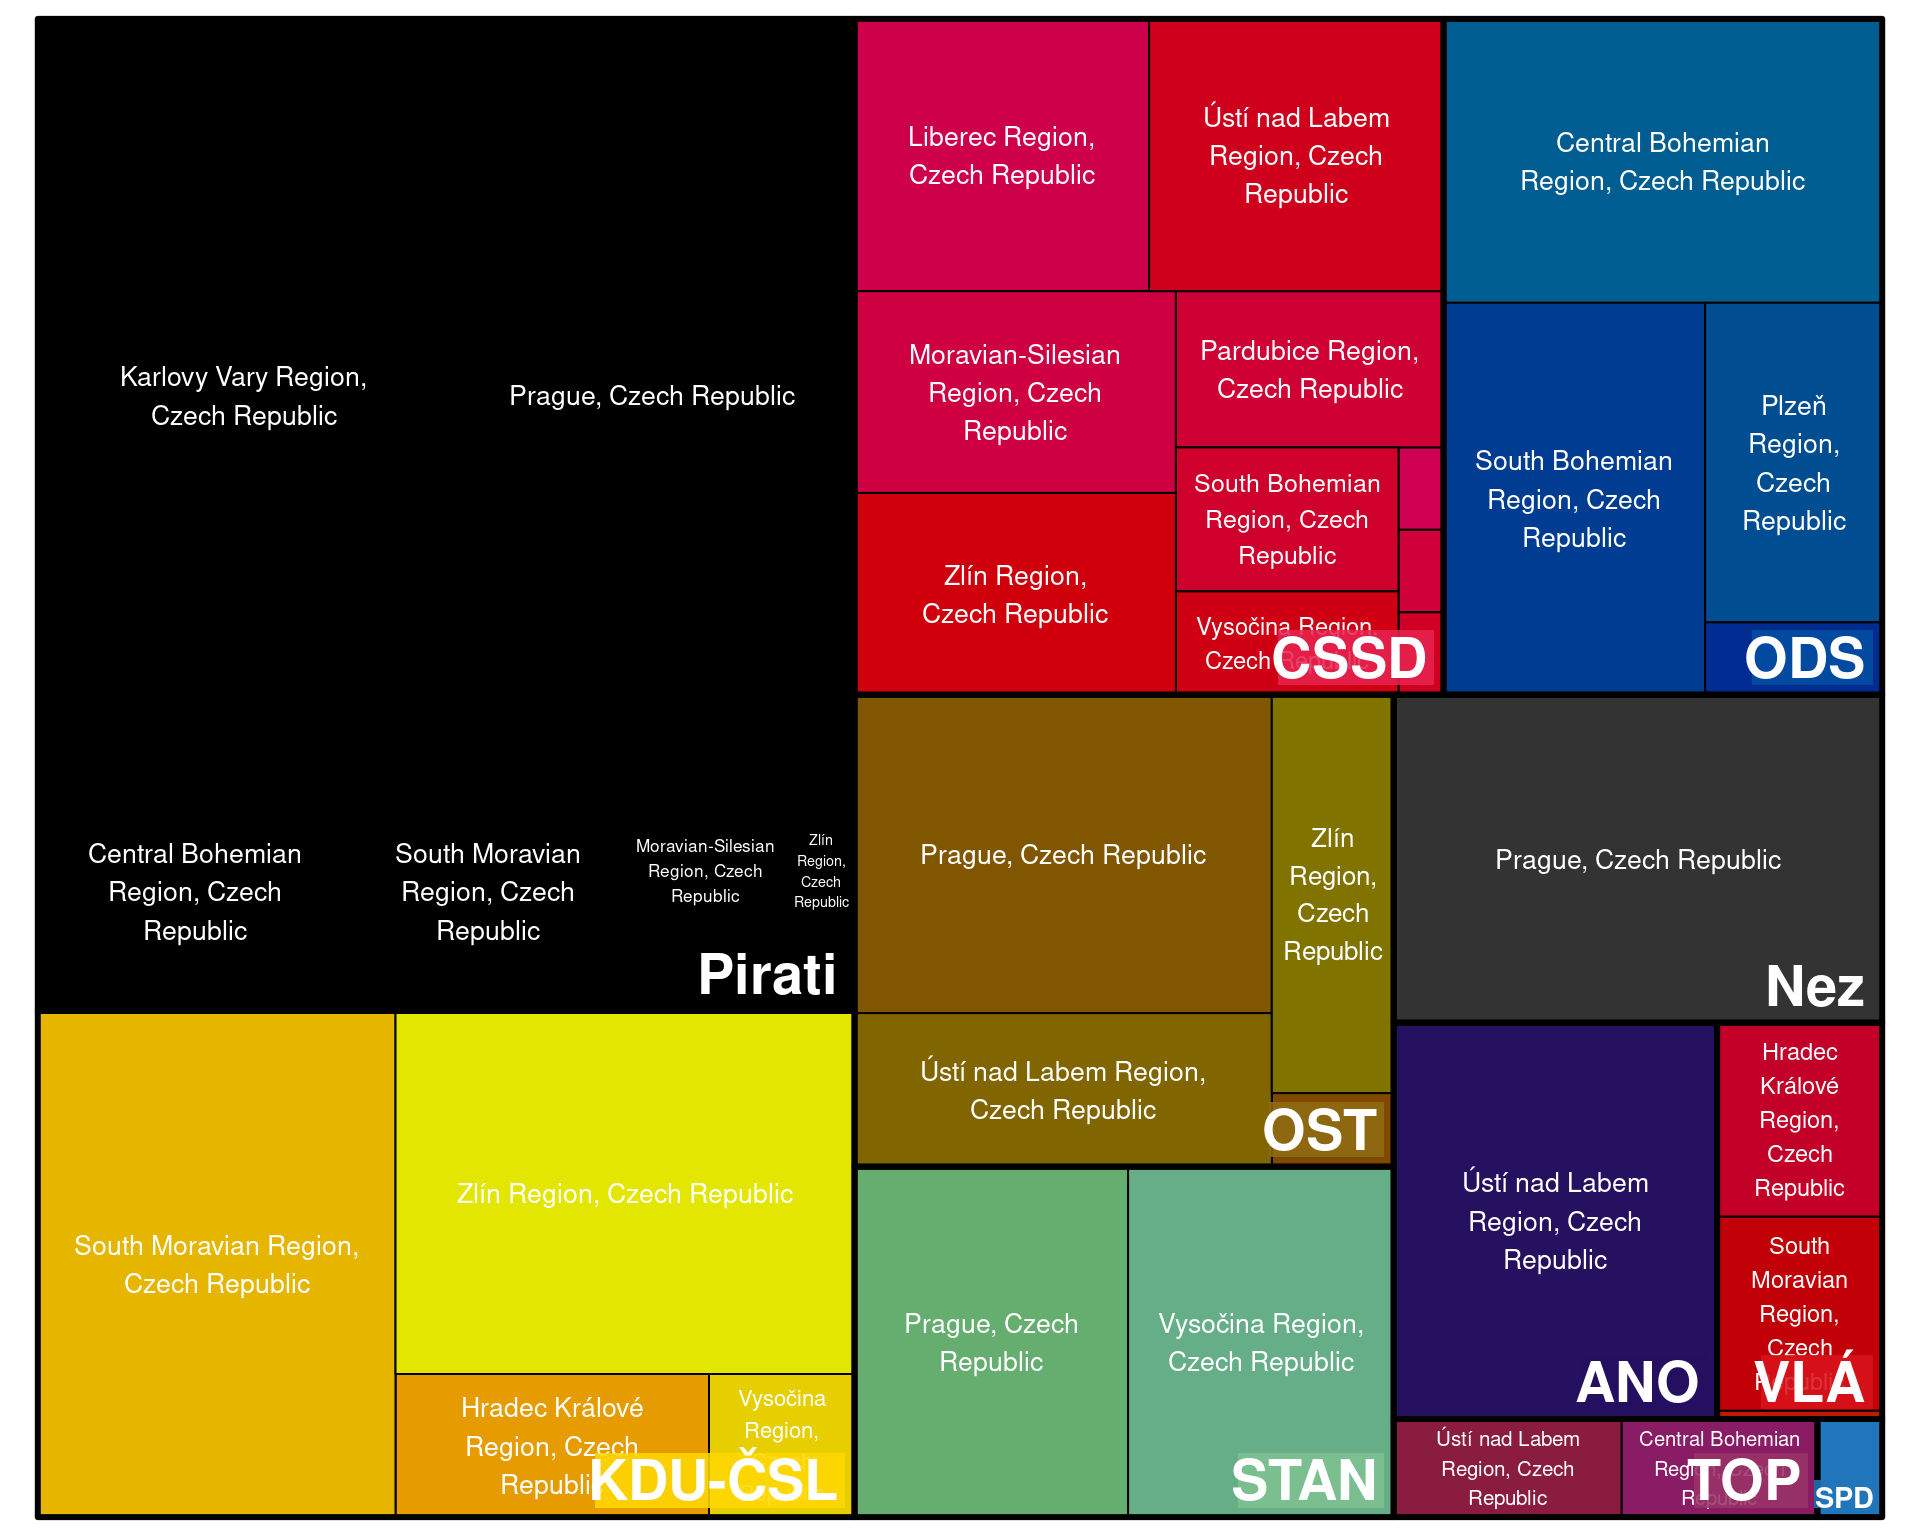 Karlovy Vary Region,
Czech Republic
Prague, Czech Republic
Central Bohemian
Region, Czech
Republic
South Moravian
Region, Czech
Republic
Moravian-Silesian
Region, Czech
Republic
Zlín
Region,
Czech
Republic
Pirati
Liberec Region,
Czech Republic
Ústí nad Labem
Region, Czech
Republic
Moravian-Silesian
Region, Czech
Republic
Pardubice Region,
Czech Republic
South Bohemian
Region, Czech
Republic
Zlín Region,
Czech Republic
Vysočina Region,
Czech Republic
CSSD
Central Bohemian
Region, Czech Republic
South Bohemian
Region, Czech
Republic
Plzeň
Region,
Czech
Republic
ODS
Prague, Czech Republic
Zlín
Region,
Czech
Republic
Ústí nad Labem Region,
Czech Republic
OST
Prague, Czech Republic
Nez
South Moravian Region,
Czech Republic
Zlín Region, Czech Republic
Hradec Králové
Region, Czech
Republic
Vysočina
Region,
KDU-ČSL
Prague, Czech
Republic
Vysočina Region,
Czech Republic
STAN
Ústí nad Labem
Region, Czech
Republic
ANO
Hradec
Králové
Region,
Czech
Republic
South
Moravian
Region,
Czech
Republic
VLÁ
Ústí nad Labem
Region, Czech
Republic
Central Bohemian
Region, Czech
Republic
TOP
SPD